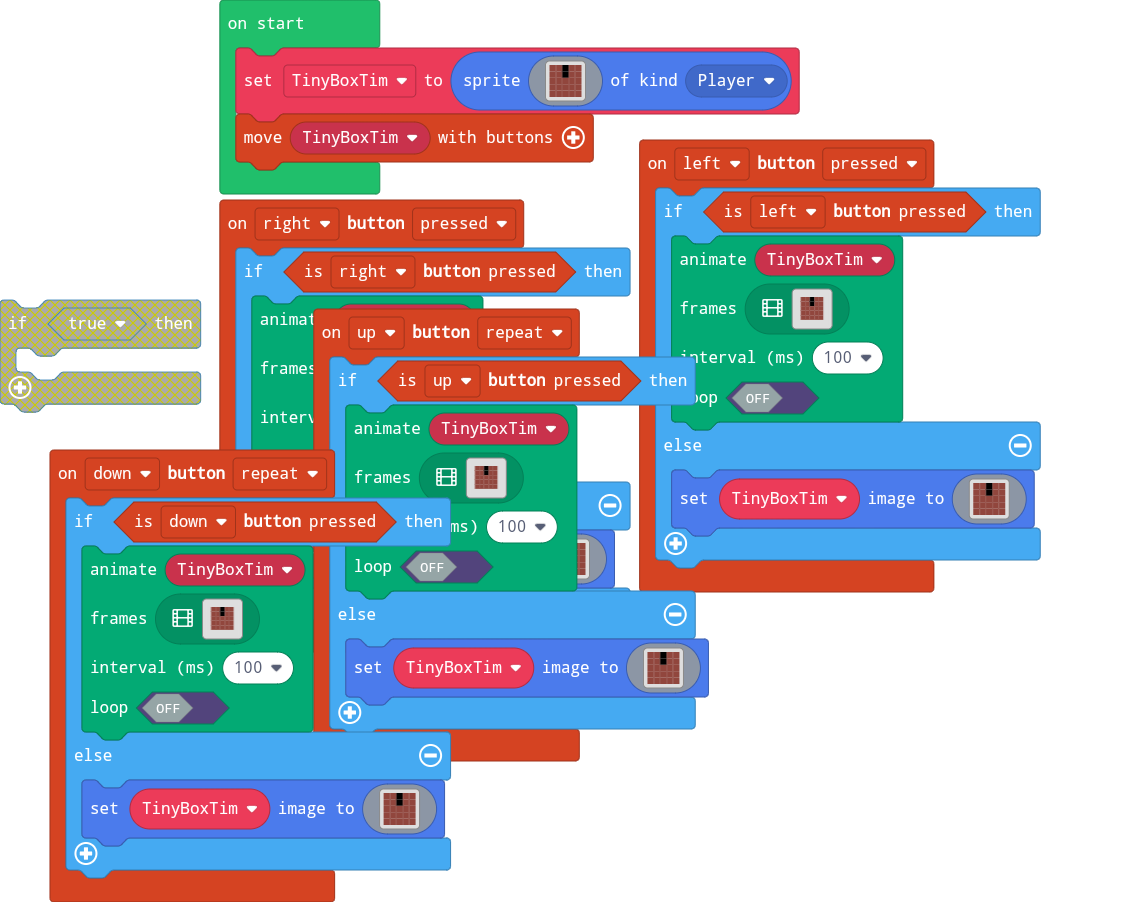 on start
set TinyBoxTim to sprite of kind Player
move TinyBoxTim with buttons
on left button pressed
if is left button pressed then
animate TinyBoxTim
frames
interval (ms) 100
oop OFF
else
set TinyBoxTim image to
on right button pressed
if is right button pressed then
animat
frames
interv
if true then
on up button repeat
if is up button pressed then
animate TinyBoxTim
frames
ms) 100
loop OFF
else
set TinyBoxTim image to
on down button repeat
if is down button pressed then
animate TinyBoxTim
frames
interval (ms) 100
loop OFF
else
set TinyBoxTim image to